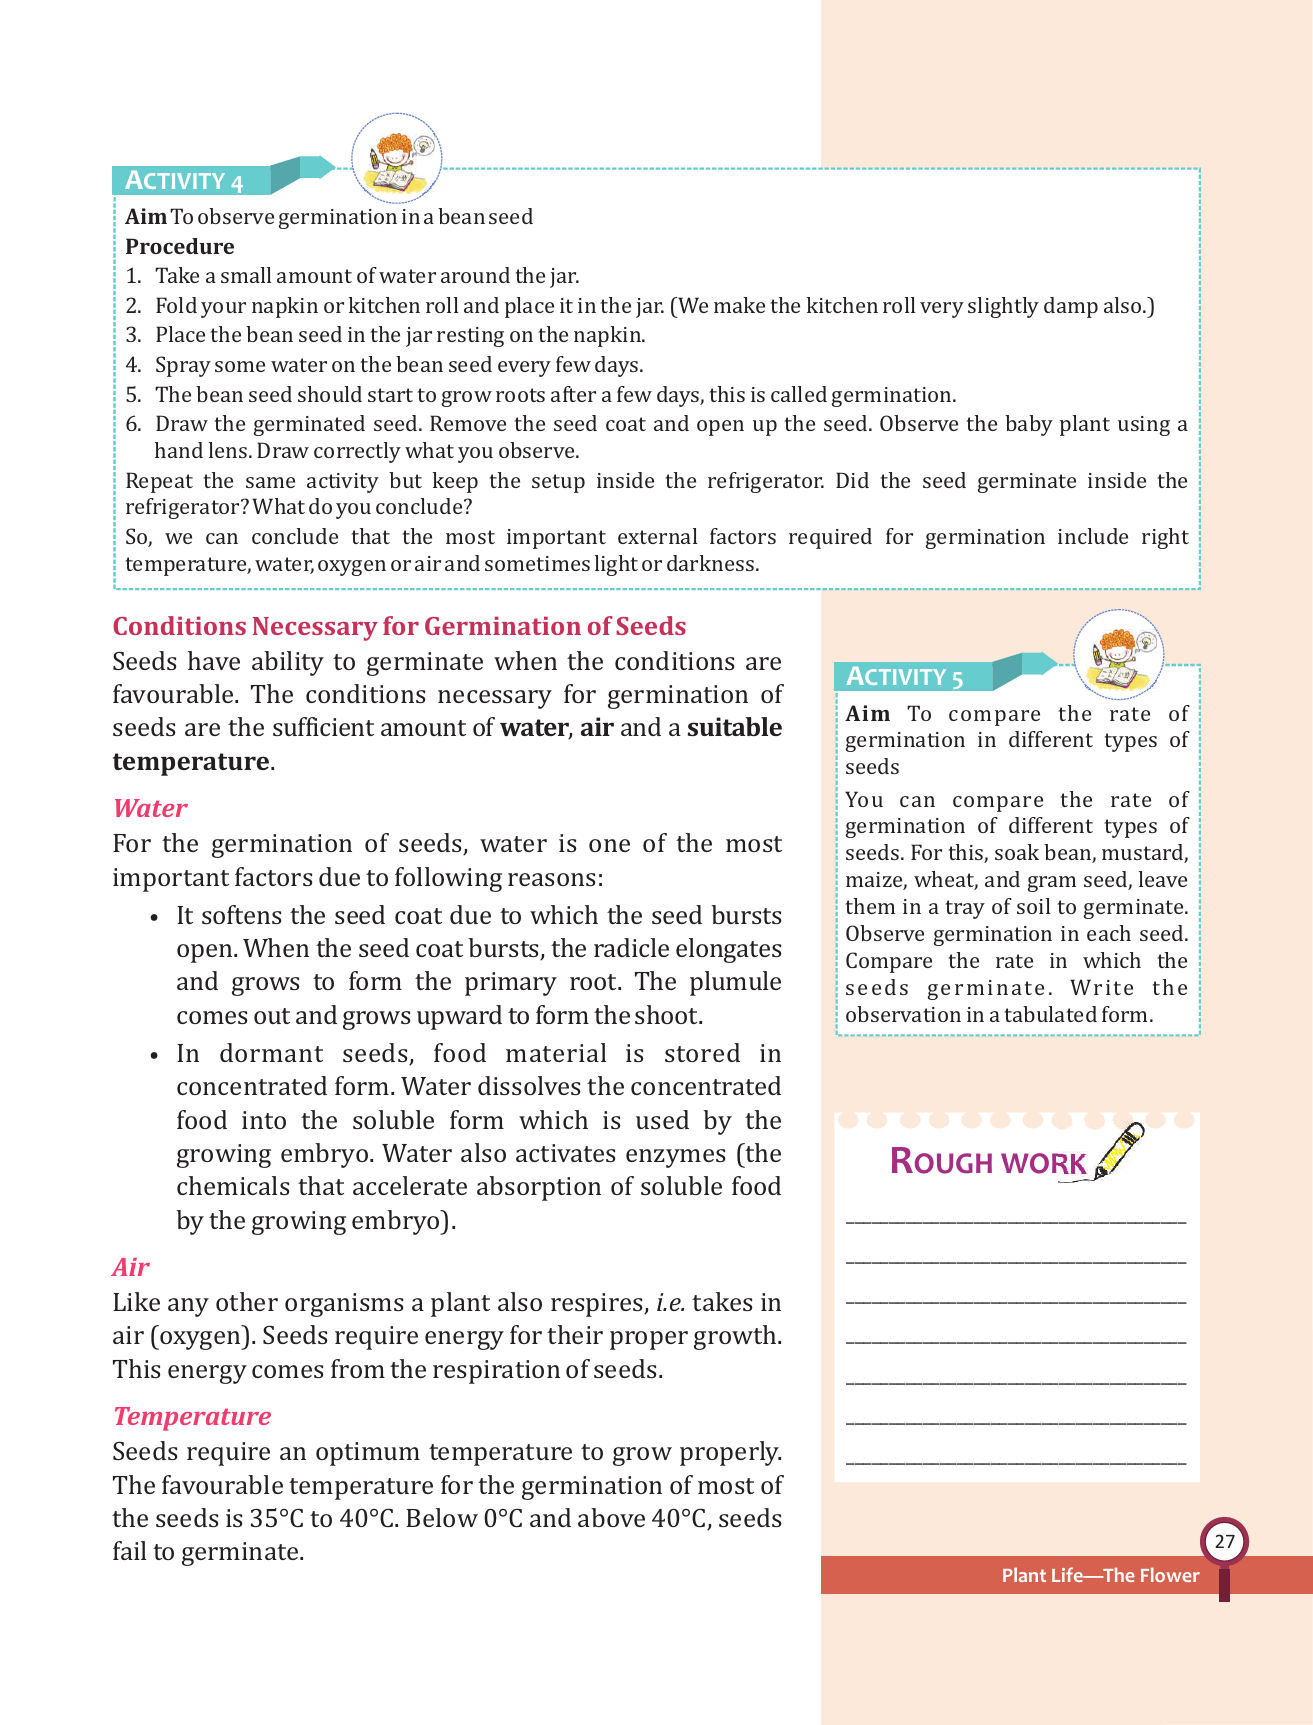 ACTIVITY 4
Aim To observe germination in a bean seed
Procedure
1. Take a small amount of water around the jar.
2. Fold your napkin or kitchen roll and place it in the jar. (We make the kitchen roll very slightly damp also.)
3. Place the bean seed in the jar resting on the napkin.
4. Spray some water on the bean seed every few days.
5. The bean seed should start to grow roots after a few days, this is called germination.
6. Draw the germinated seed. Remove the seed coat and open up the seed. Observe the baby plant using a
hand lens. Draw correctly what you observe.
Repeat the same activity but keep the setup inside the refrigerator. Did the seed germinate inside the
refrigerator? What do you conclude?
So, we can conclude that the most important external factors required for germination include right
temperature, water, oxygen or air and sometimes light or darkness.
Conditions Necessary for Germination of Seeds
Seeds have ability to germinate when the conditions are
favourable. The conditions necessary for germination of
seeds are the sufficient amount of water, air and a suitable
temperature.
Water
For the germination of seeds, water is one of the most
important factors due to following reasons:
• It softens the seed coat due to which the seed bursts
open. When the seed coat bursts, the radicle elongates
and grows to form the primary root. The plumule
comes out and grows upward to form the shoot.
• In dormant seeds, food material is stored in
concentrated form. Water dissolves the concentrated
food into the soluble form which is used by the
growing embryo. Water also activates enzymes (the
chemicals that accelerate absorption of soluble food
by the growing embryo).
Air
Like any other organisms a plant also respires, i.e. takes in
air (oxygen). Seeds require energy for their proper growth.
This energy comes from the respiration of seeds.
Temperature
Seeds require an optimum temperature to grow properly.
The favourable temperature for the germination of most of
the seeds is 35°C to 40°C. Below 0°C and above 40°C, seeds
fail to germinate.
ACTIVITY 5
Aim To compare the rate of
germination in different types of
seeds
You can compare the rate of
germination of different types of
seeds. For this, soak bean, mustard,
maize, wheat, and gram seed, leave
them in a tray of soil to germinate.
Observe germination in each seed.
Compare the rate in which the
seeds germinate. Write the
observation in a tabulated form.
ROUGH WORK
27
Plant Life—The Flower